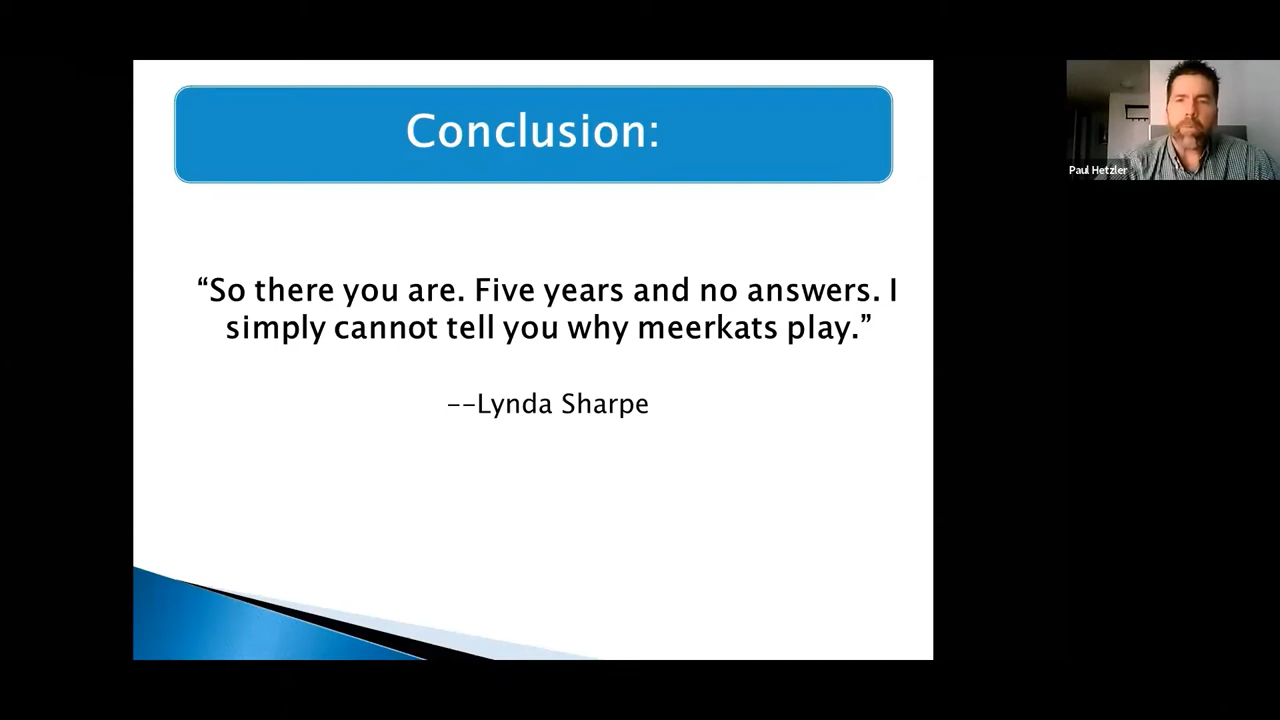 Conclusion:
“So there you are. Five years and no answers. I
simply cannot tell you why meerkats play.”
--Lynda Sharpe
Paul Hetzler